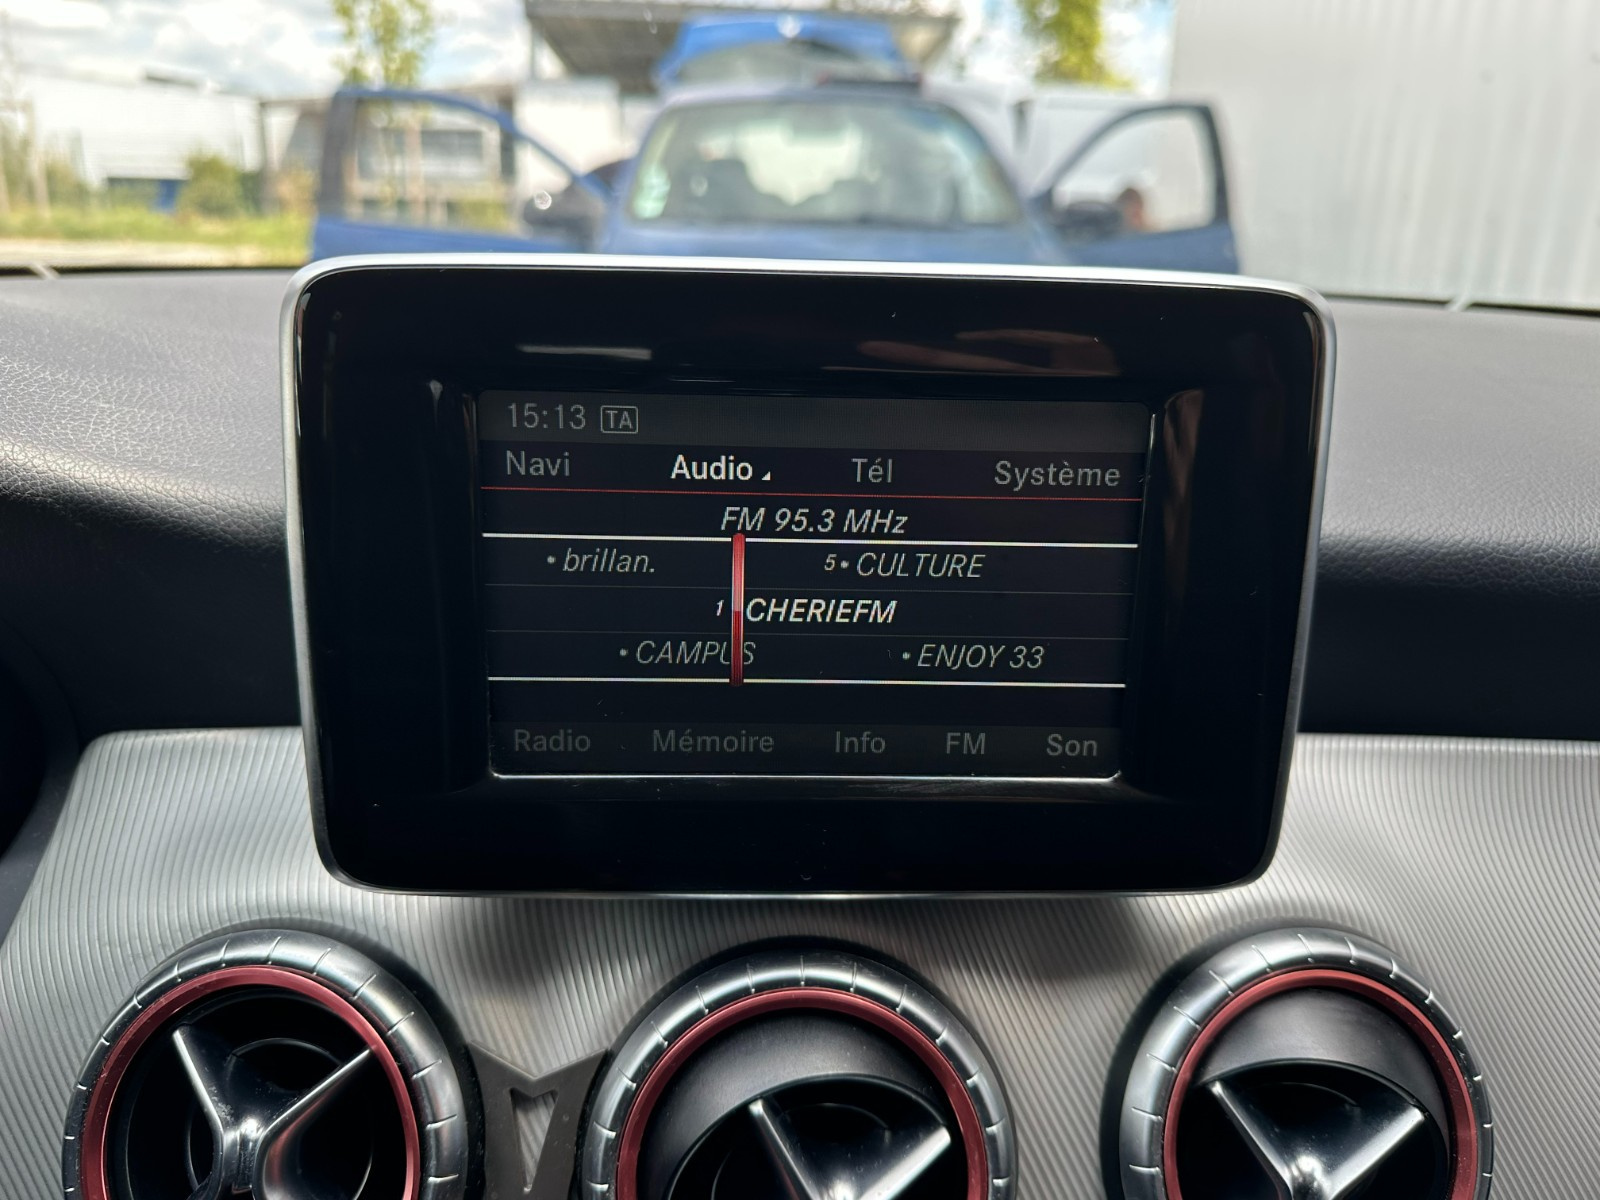 15:13 TA
Navi Audio Tél Système
FM 95.3 MHz
• brillan. 5• CULTURE
1 CHERIEFM
• CAMPUS • ENJOY 33
Radio Mémoire Info FM Son